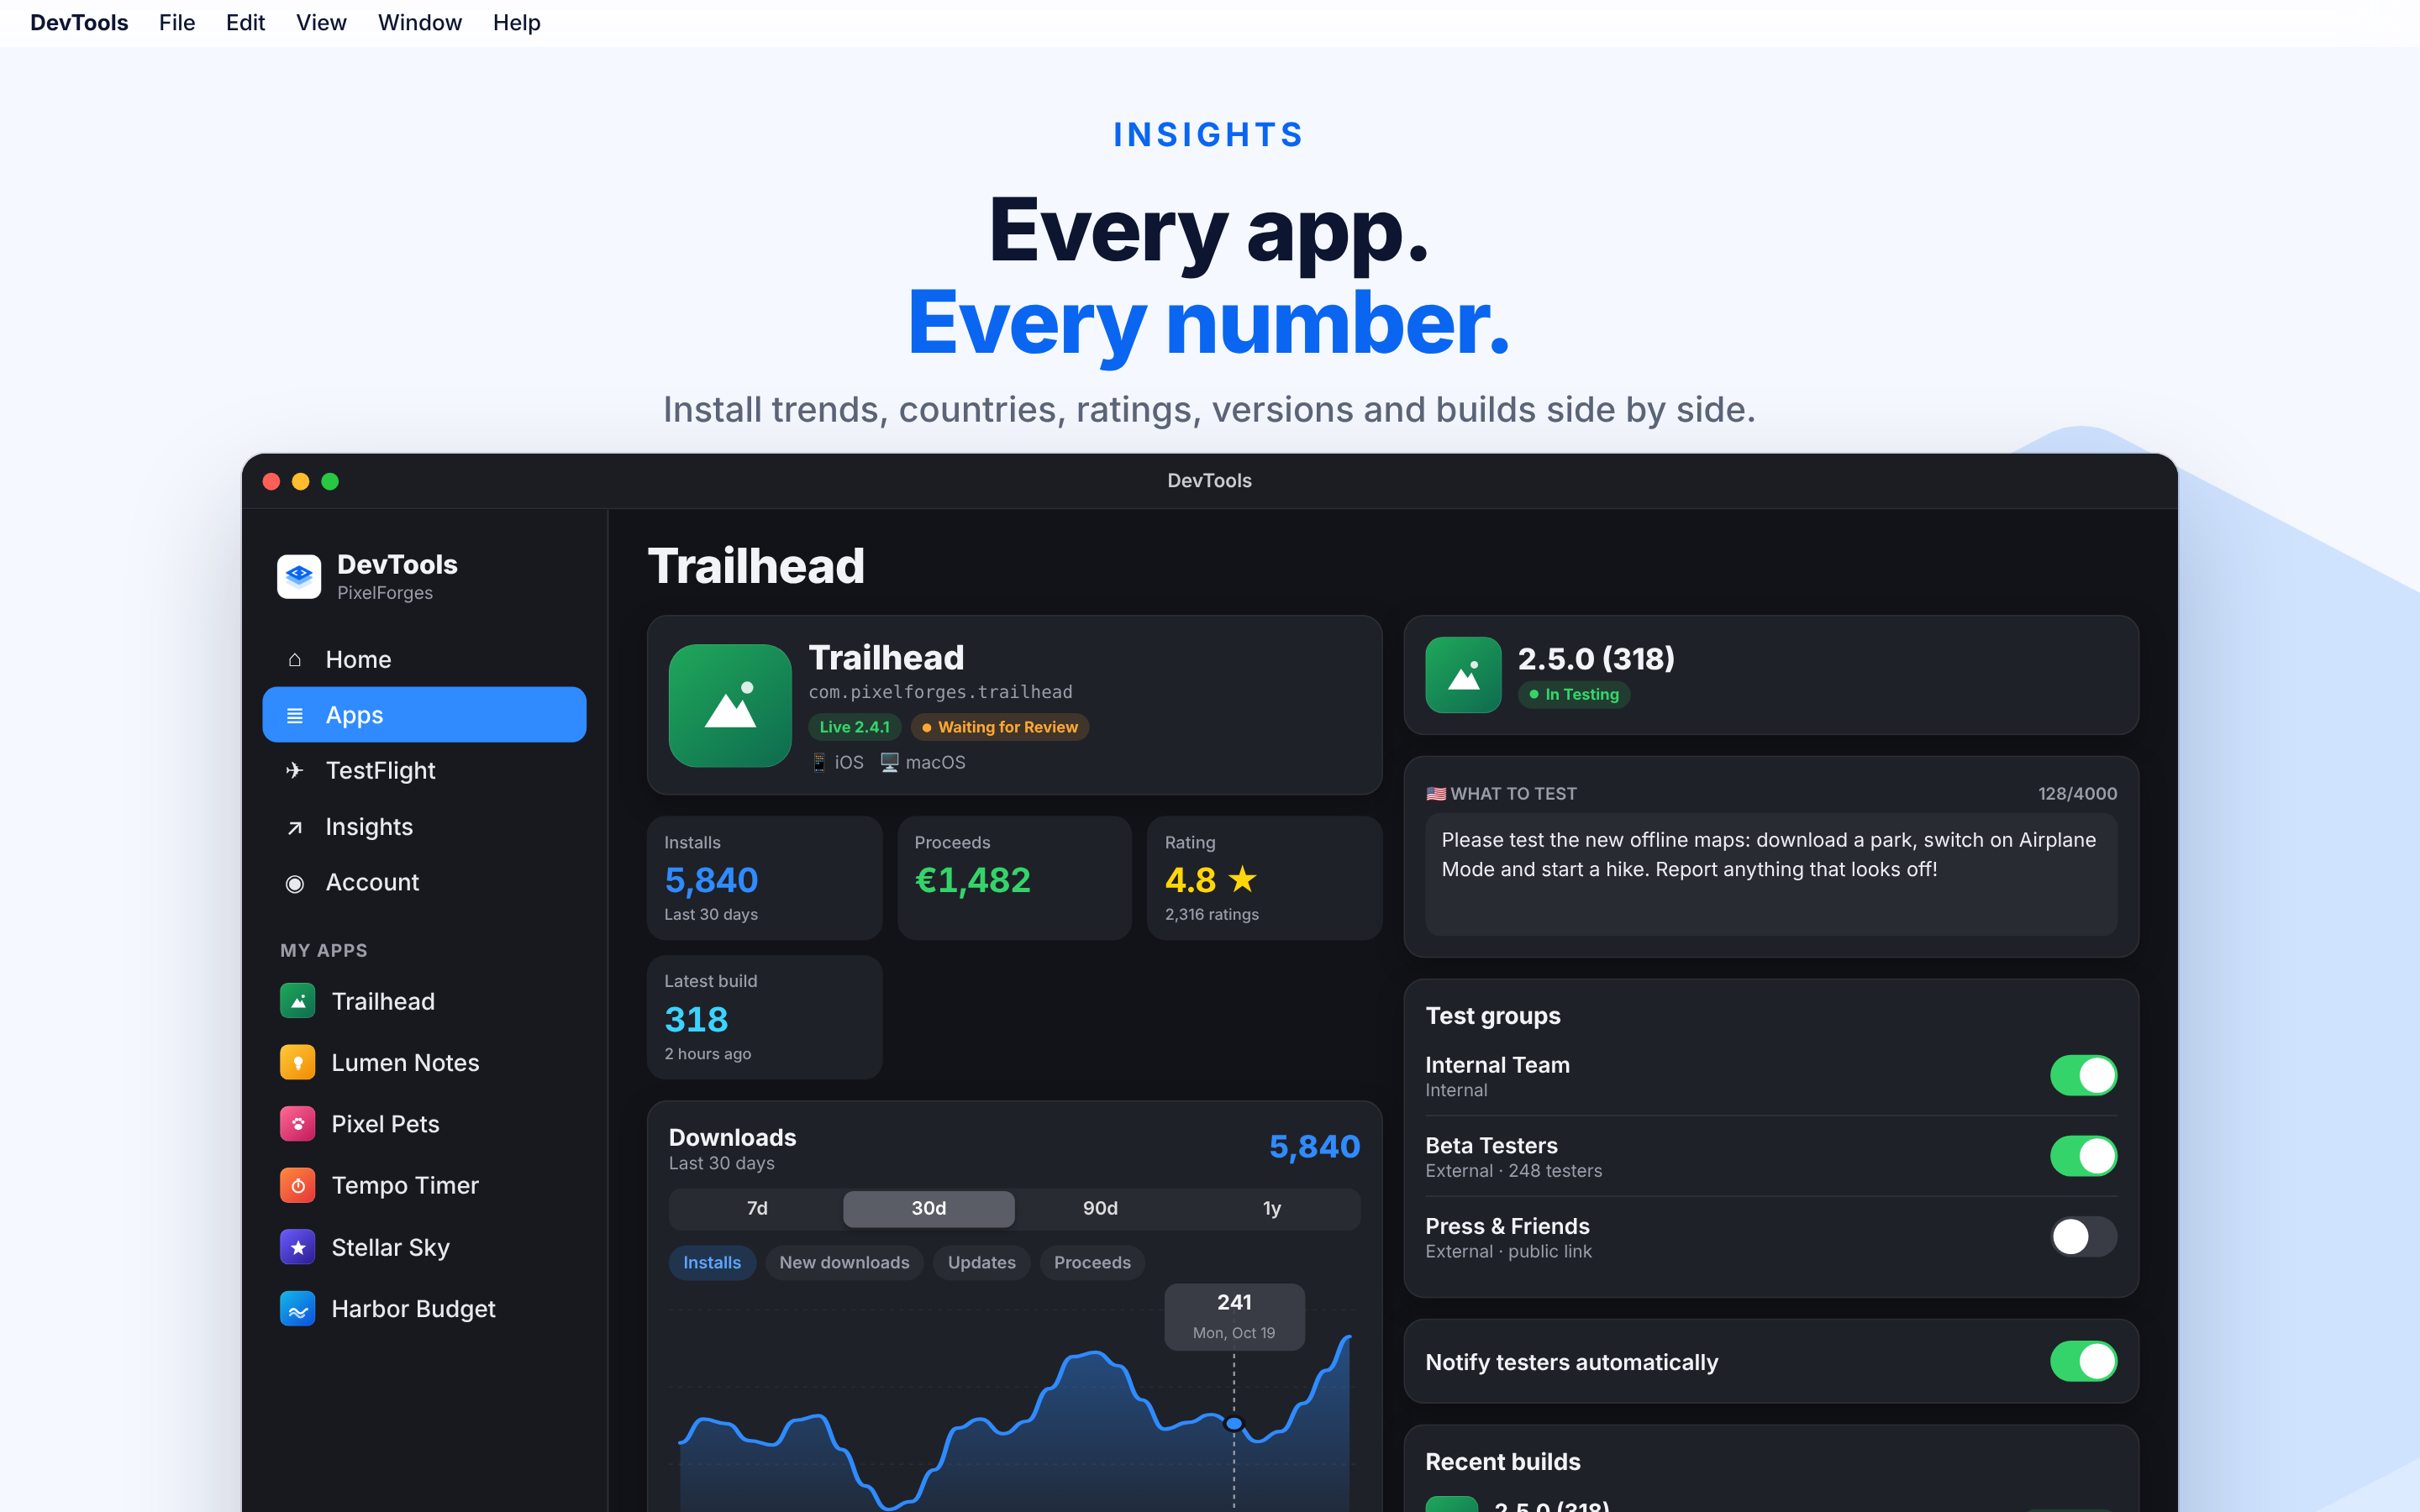 DevTools File Edit View Window Help
INSIGHTS
Every app.
Every number.
Install trends, countries, ratings, versions and builds side by side.
DevTools
DevTools
PixelForges
Home
Apps
TestFlight
Insights
Account
MY APPS
Trailhead
Lumen Notes
Pixel Pets
Tempo Timer
Stellar Sky
Harbor Budget
Trailhead
Trailhead
com.pixelforges.trailhead
Live 2.4.1 Waiting for Review
iOS macOS
Installs
5,840
Last 30 days
Proceeds
€1,482
Rating
4.8 ★
2,316 ratings
Latest build
318
2 hours ago
Downloads
Last 30 days
5,840
7d 30d 90d 1y
Installs New downloads Updates Proceeds
241
Mon, Oct 19
2.5.0 (318)
In Testing
🇺🇸 WHAT TO TEST 128/4000
Please test the new offline maps: download a park, switch on Airplane
Mode and start a hike. Report anything that looks off!
Test groups
Internal Team
Internal
Beta Testers
External · 248 testers
Press & Friends
External · public link
Notify testers automatically
Recent builds
2.5.0 (318)